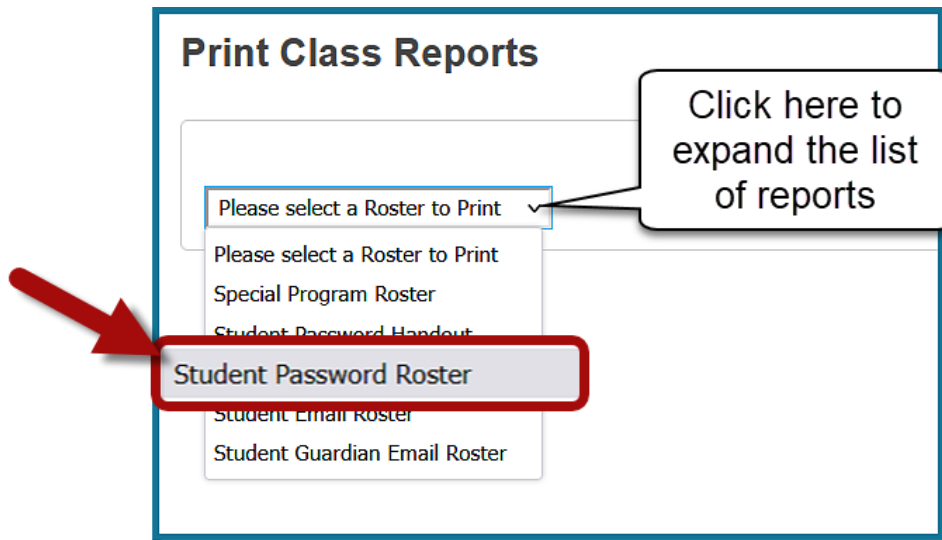 Print Class Reports
Click here to
expand the list
of reports
Please select a Roster to Print
Please select a Roster to Print
Special Program Roster
Student Password Handout
Student Password Roster
Student Email Roster
Student Guardian Email Roster